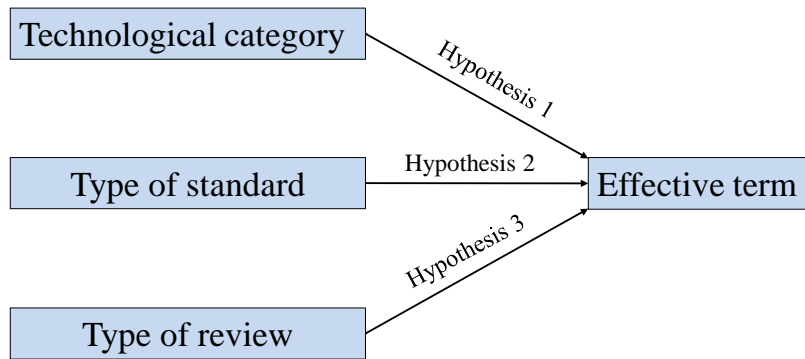 Technological category
Hypothesis 1
Type of standard
Hypothesis 2
Effective term
Hypothesis 3
Type of review